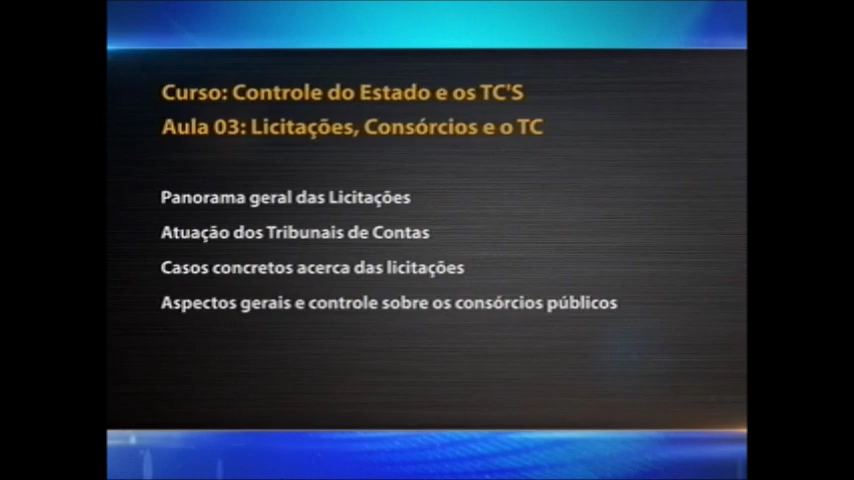 Curso: Controle do Estado e os TC'S
Aula 03: Licitações, Consórcios e o TC
Panorama geral das Licitações
Atuação dos Tribunais de Contas
Casos concretos acerca das licitações
Aspectos gerais e controle sobre os consórcios públicos